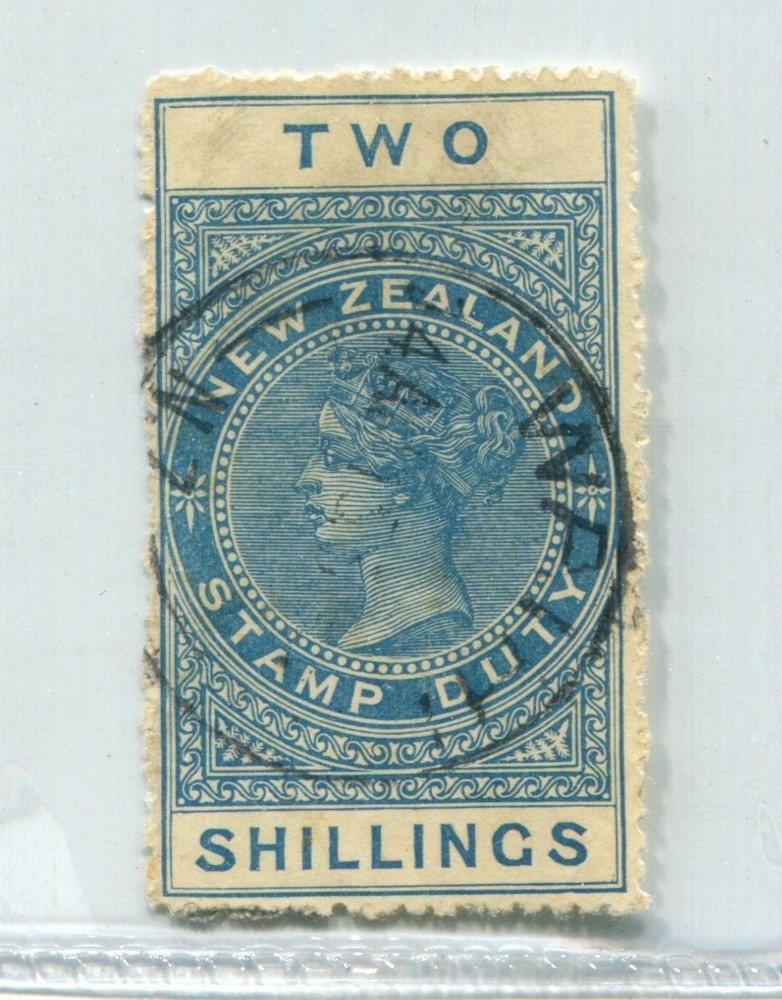 TWO
NEW ZEALAND
STAMP DUTY
SHILLINGS